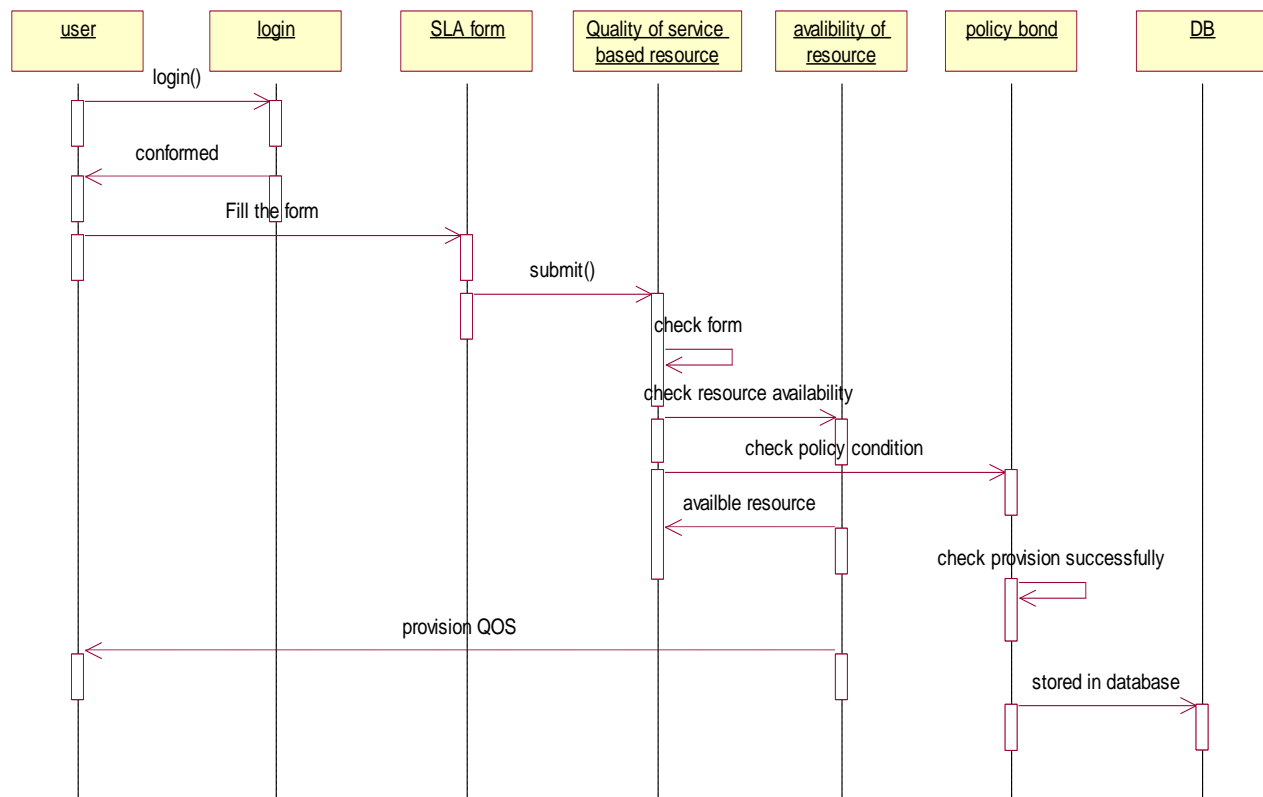 user
login
SLA form
Quality of service
based resource
avalibility of
resource
policy bond
DB
login()
conformed
Fill the form
submit()
check form
check resource availability
check policy condition
availble resource
check provision successfully
provision QOS
stored in database